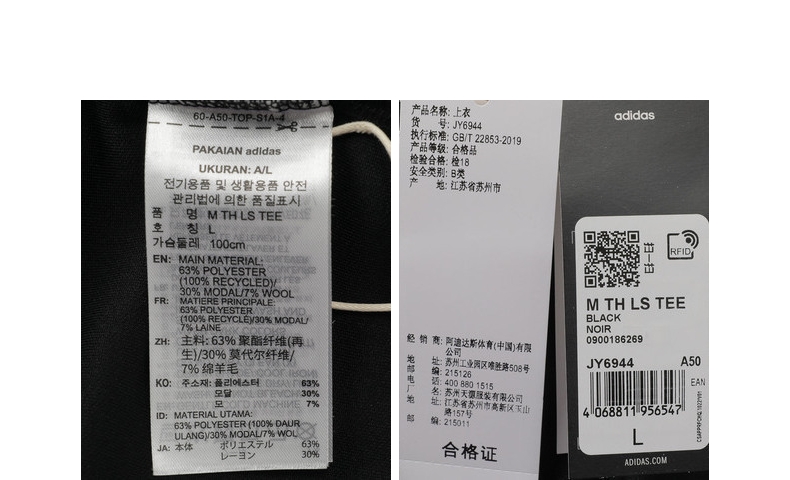 60-A50-TOP-S1A-4
PAKAIAN adidas
UKURAN: A/L
전기용품 및 생활용품 안전
관리법에 의한 품질표시
품 명 M TH LS TEE
호 칭 L
가슴둘레 100cm
EN: MAIN MATERIAL:
63% POLYESTER
(100% RECYCLED)/
30% MODAL/7% WOOL
FR: MATIERE PRINCIPALE:
63% POLYESTER
(100% RECYCLE)/30% MODAL/
7% LAINE
ZH: 主料: 63% 聚酯纤维(再
生)/30% 莫代尔纤维/
7% 绵羊毛
KO: 주소재: 폴리에스터 63%
모달 30%
모 7%
ID: MATERIAL UTAMA:
63% POLYESTER (100% DAUR
ULANG)/30% MODAL/7% WOL
JA: 本体 ポリエステル 63%
レーヨン 30%
产品名称: 上衣
货 号: JY6944
执行标准: GB/T 22853-2019
产品等级: 合格品
检验合格: 检18
安全类别: B类
产 地: 江苏省苏州市
经 销 商: 阿迪达斯体育(中国)有限
公司
地 址: 苏州工业园区唯胜路508号
邮 编: 215126
电 话: 400 880 1515
厂 名: 苏州天源服装有限公司
地 址: 江苏省苏州市高新区玉山
路157号
邮 编: 215011
合格证
adidas
RFID
M TH LS TEE
BLACK
NOIR
0900186269
JY6944 A50
EAN
4 068811 956547
L
ADIDAS.COM